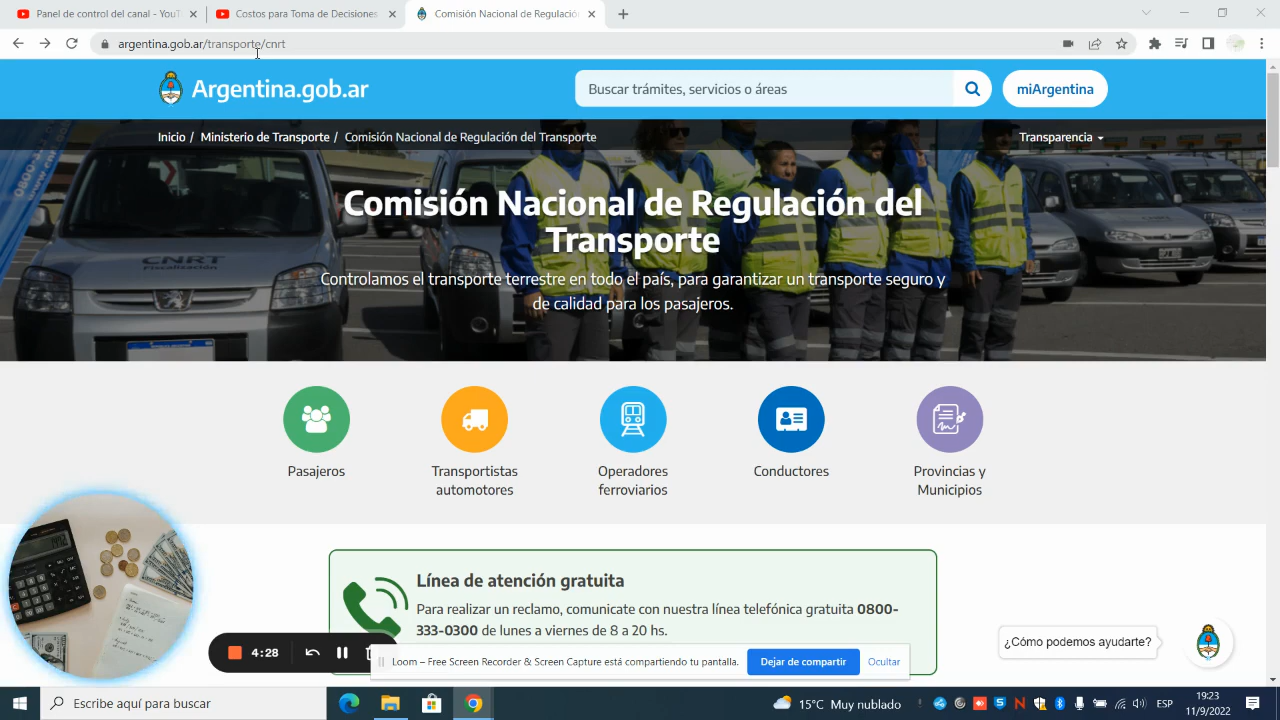 Panel de control del canal - YouT
Costos para Toma de Decisiones
Comisión Nacional de Regulació
argentina.gob.ar/transporte/cnrt
Argentina.gob.ar
Buscar trámites, servicios o áreas
miArgentina
Inicio / Ministerio de Transporte / Comisión Nacional de Regulación del Transporte
Transparencia
Comisión Nacional de Regulación del
Transporte
CNRT
Fiscalización
Controlamos el transporte terrestre en todo el país, para garantizar un transporte seguro y
de calidad para los pasajeros.
Pasajeros
Transportistas
automotores
Operadores
ferroviarios
Conductores
Provincias y
Municipios
Línea de atención gratuita
Para realizar un reclamo, comunicate con nuestra línea telefónica gratuita 0800-
333-0300 de lunes a viernes de 8 a 20 hs.
¿Cómo podemos ayudarte?
4:28
Loom – Free Screen Recorder & Screen Capture está compartiendo tu pantalla.
Dejar de compartir
Ocultar
Escribe aquí para buscar
15°C Muy nublado
ESP
19:23
11/9/2022